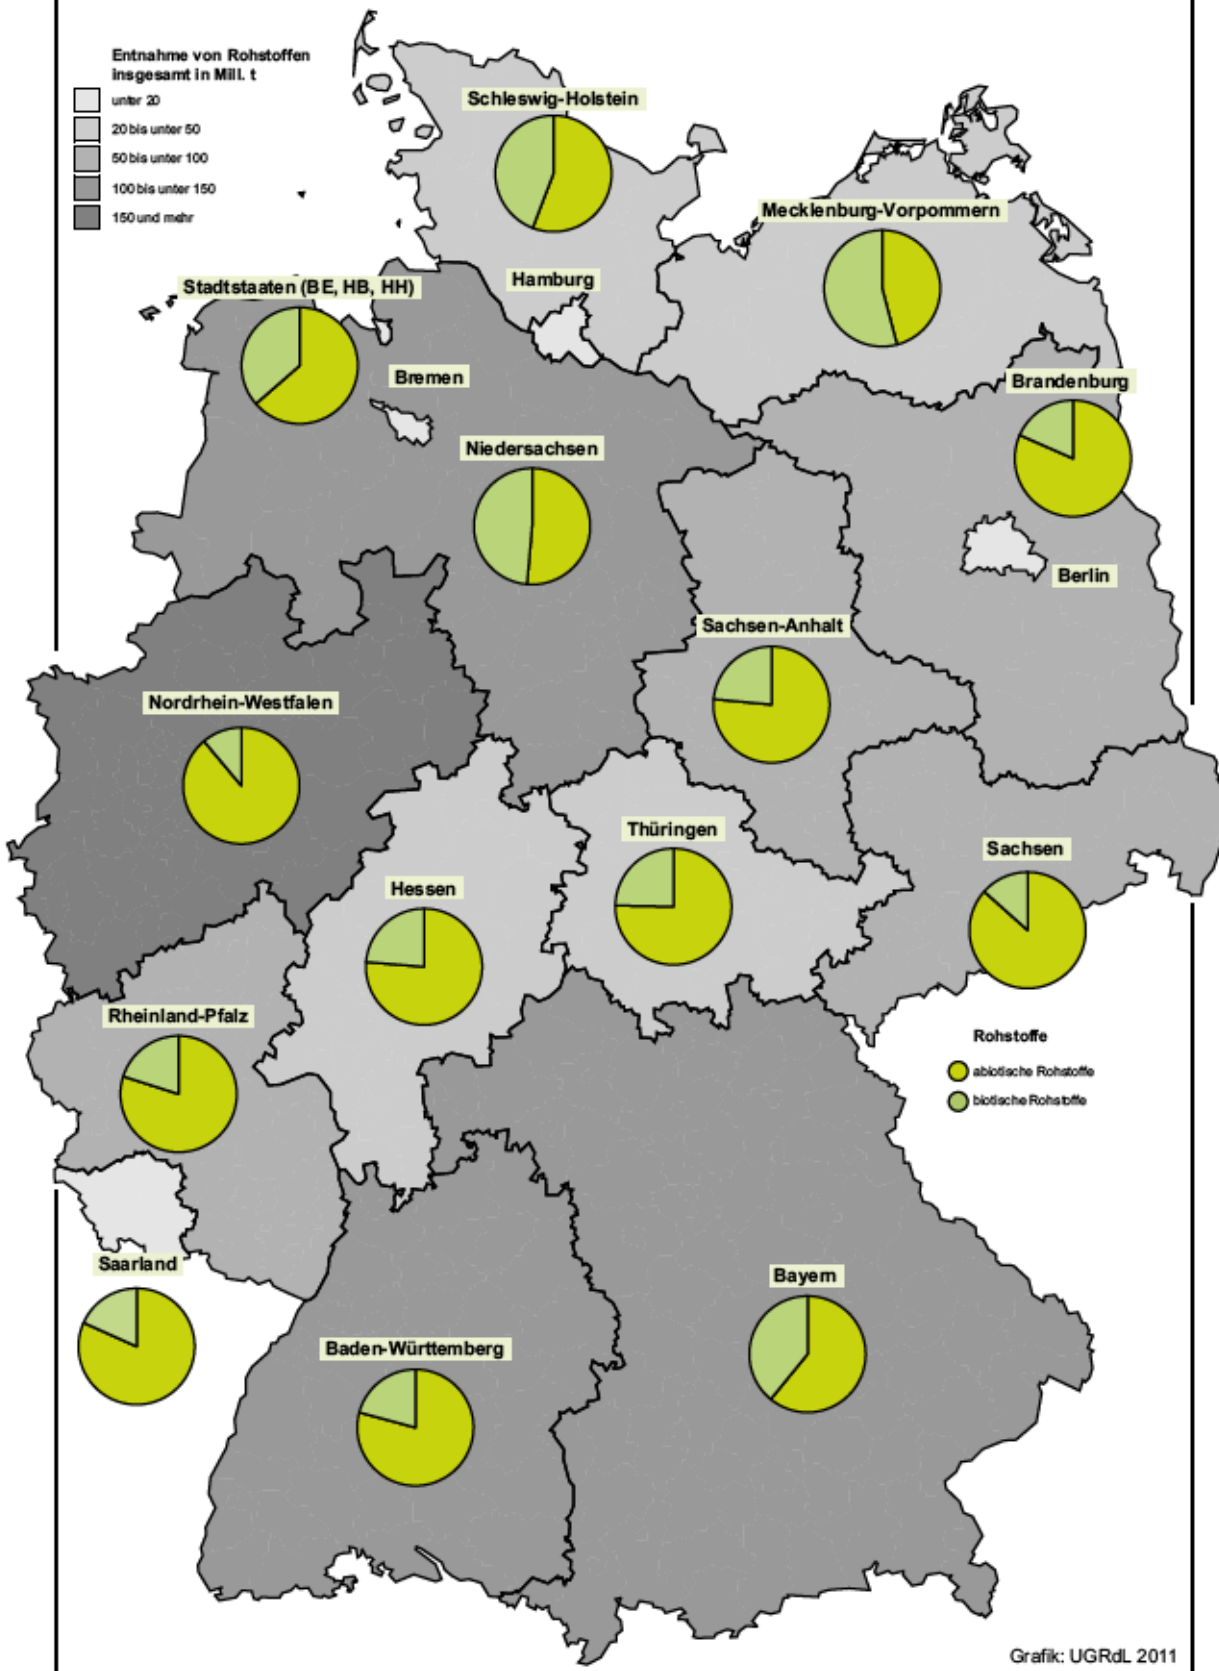 Entnahme von Rohstoffen
insgesamt in Mill. t
unter 20
20 bis unter 50
50 bis unter 100
100 bis unter 150
150 und mehr
Schleswig-Holstein
Mecklenburg-Vorpommern
Hamburg
Stadtstaaten (BE, HB, HH)
Bremen
Brandenburg
Niedersachsen
Berlin
Sachsen-Anhalt
Nordrhein-Westfalen
Thüringen
Sachsen
Hessen
Rheinland-Pfalz
Rohstoffe
abiotische Rohstoffe
biotische Rohstoffe
Saarland
Bayern
Baden-Württemberg
Grafik: UGRdL 2011